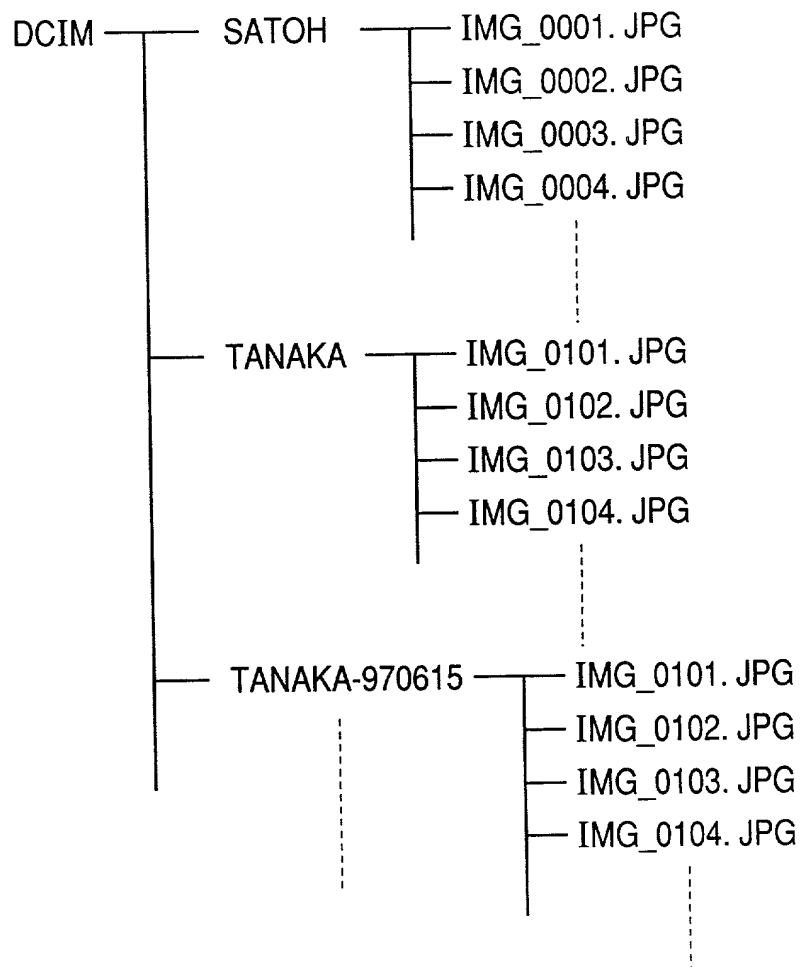 DCIM SATOH IMG_0001. JPG
IMG_0002. JPG
IMG_0003. JPG
IMG_0004. JPG
TANAKA IMG_0101. JPG
IMG_0102. JPG
IMG_0103. JPG
IMG_0104. JPG
TANAKA-970615 IMG_0101. JPG
IMG_0102. JPG
IMG_0103. JPG
IMG_0104. JPG